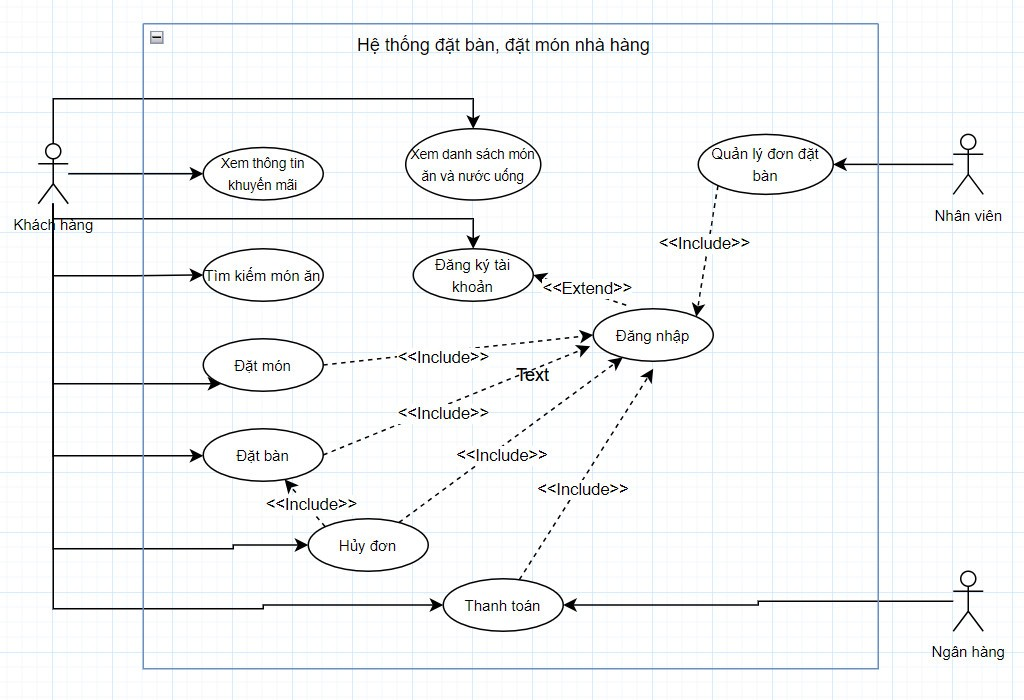 Hệ thống đặt bàn, đặt món nhà hàng
Xem thông tin
khuyến mãi
Xem danh sách món
ăn và nước uống
Quản lý đơn đặt
bàn
Khách hàng
Nhân viên
<<Include>>
Tìm kiếm món ăn
Đăng ký tài
khoản
<<Extend>>
Đăng nhập
Đặt món
<<Include>>
Text
<<Include>>
Đặt bàn
<<Include>>
<<Include>>
<<Include>>
Hủy đơn
Thanh toán
Ngân hàng